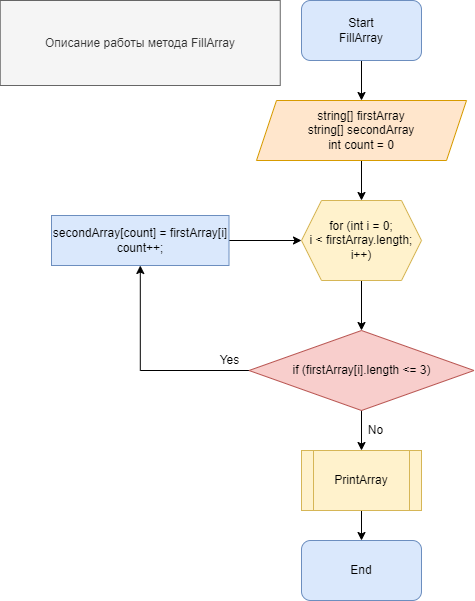 Описание работы метода FillArray
Start
FillArray
string[] firstArray
string[] secondArray
int count = 0
for (int i = 0;
i < firstArray.length;
i++)
secondArray[count] = firstArray[i]
count++;
Yes
if (firstArray[i].length <= 3)
No
PrintArray
End